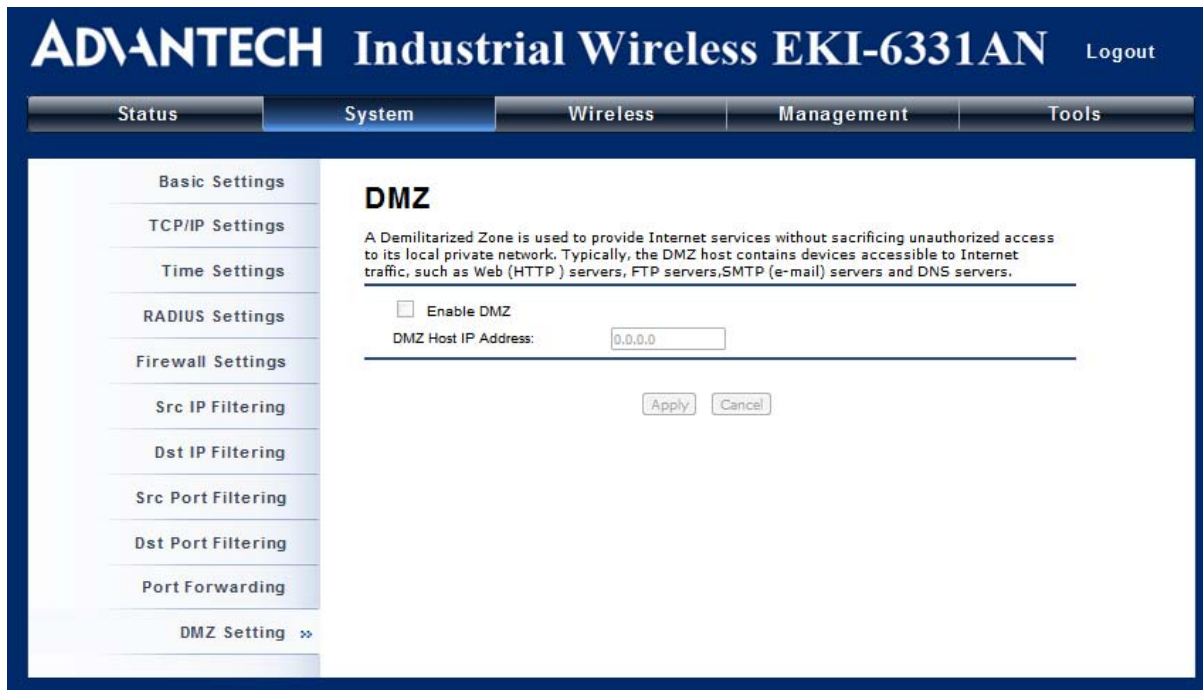 ADVANTECH Industrial Wireless EKI-6331AN Logout
Status System Wireless Management Tools
Basic Settings
TCP/IP Settings
Time Settings
RADIUS Settings
Firewall Settings
Src IP Filtering
Dst IP Filtering
Src Port Filtering
Dst Port Filtering
Port Forwarding
DMZ Setting »
DMZ
A Demilitarized Zone is used to provide Internet services without sacrificing unauthorized access
to its local private network. Typically, the DMZ host contains devices accessible to Internet
traffic, such as Web (HTTP ) servers, FTP servers,SMTP (e-mail) servers and DNS servers.
Enable DMZ
DMZ Host IP Address: 0.0.0.0
Apply Cancel